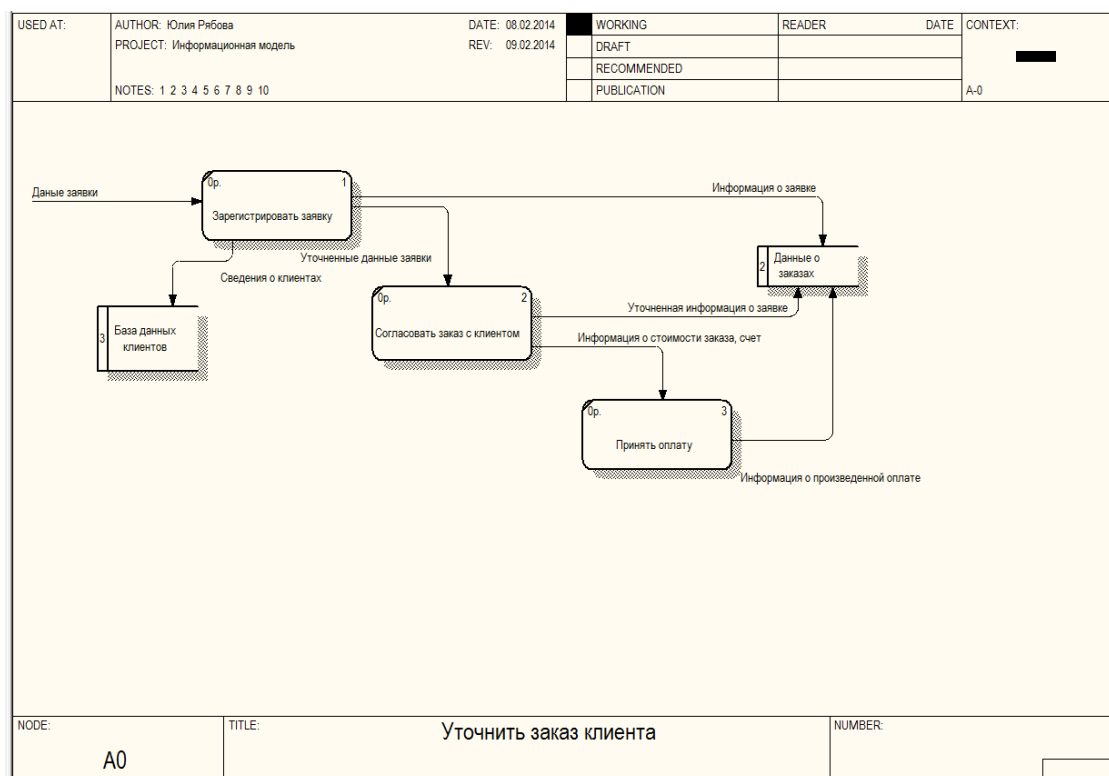 USED AT:
AUTHOR: Юлия Рябова
DATE: 08.02.2014
WORKING
READER
DATE
CONTEXT:
PROJECT: Информационная модель
REV: 09.02.2014
DRAFT
RECOMMENDED
NOTES: 1 2 3 4 5 6 7 8 9 10
PUBLICATION
A-0
Даные заявки
0р.
1
Зарегистрировать заявку
Информация о заявке
Уточненные данные заявки
Сведения о клиентах
2
Данные о
заказах
0р.
2
Согласовать заказ с клиентом
Уточненная информация о заявке
3
База данных
клиентов
Информация о стоимости заказа, счет
0р.
3
Принять оплату
Информация о произведенной оплате
NODE:
TITLE:
Уточнить заказ клиента
NUMBER:
A0